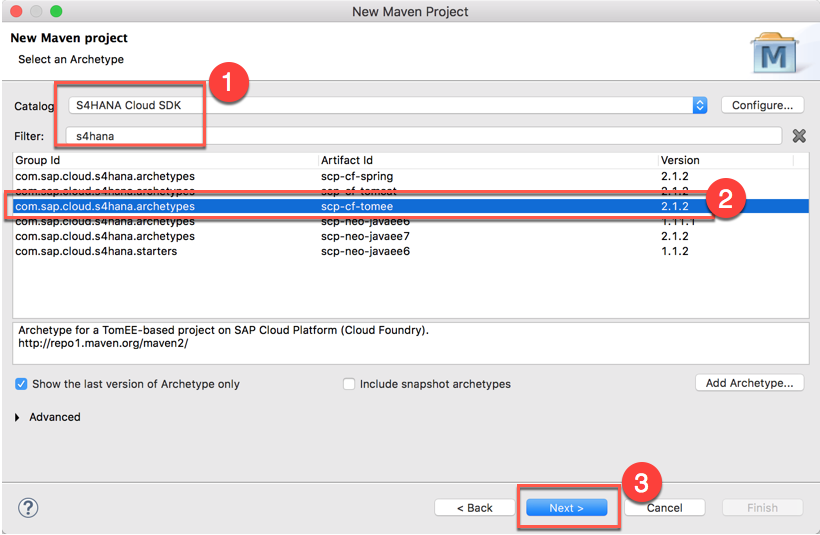 New Maven Project
New Maven project
Select an Archetype
M
1
Catalog
S4HANA Cloud SDK
Configure...
Filter:
s4hana
Group Id Artifact Id Version
com.sap.cloud.s4hana.archetypes scp-cf-spring 2.1.2
com.sap.cloud.s4hana.archetypes scp-cf-tomcat 2.1.2
com.sap.cloud.s4hana.archetypes scp-cf-tomee 2.1.2
2
com.sap.cloud.s4hana.archetypes scp-neo-javaee6 1.11.1
com.sap.cloud.s4hana.archetypes scp-neo-javaee7 2.1.2
com.sap.cloud.s4hana.starters scp-neo-javaee6 1.1.2
Archetype for a TomEE-based project on SAP Cloud Platform (Cloud Foundry).
http://repo1.maven.org/maven2/
Show the last version of Archetype only
Include snapshot archetypes
Add Archetype...
Advanced
3
?
< Back
Next >
Cancel
Finish